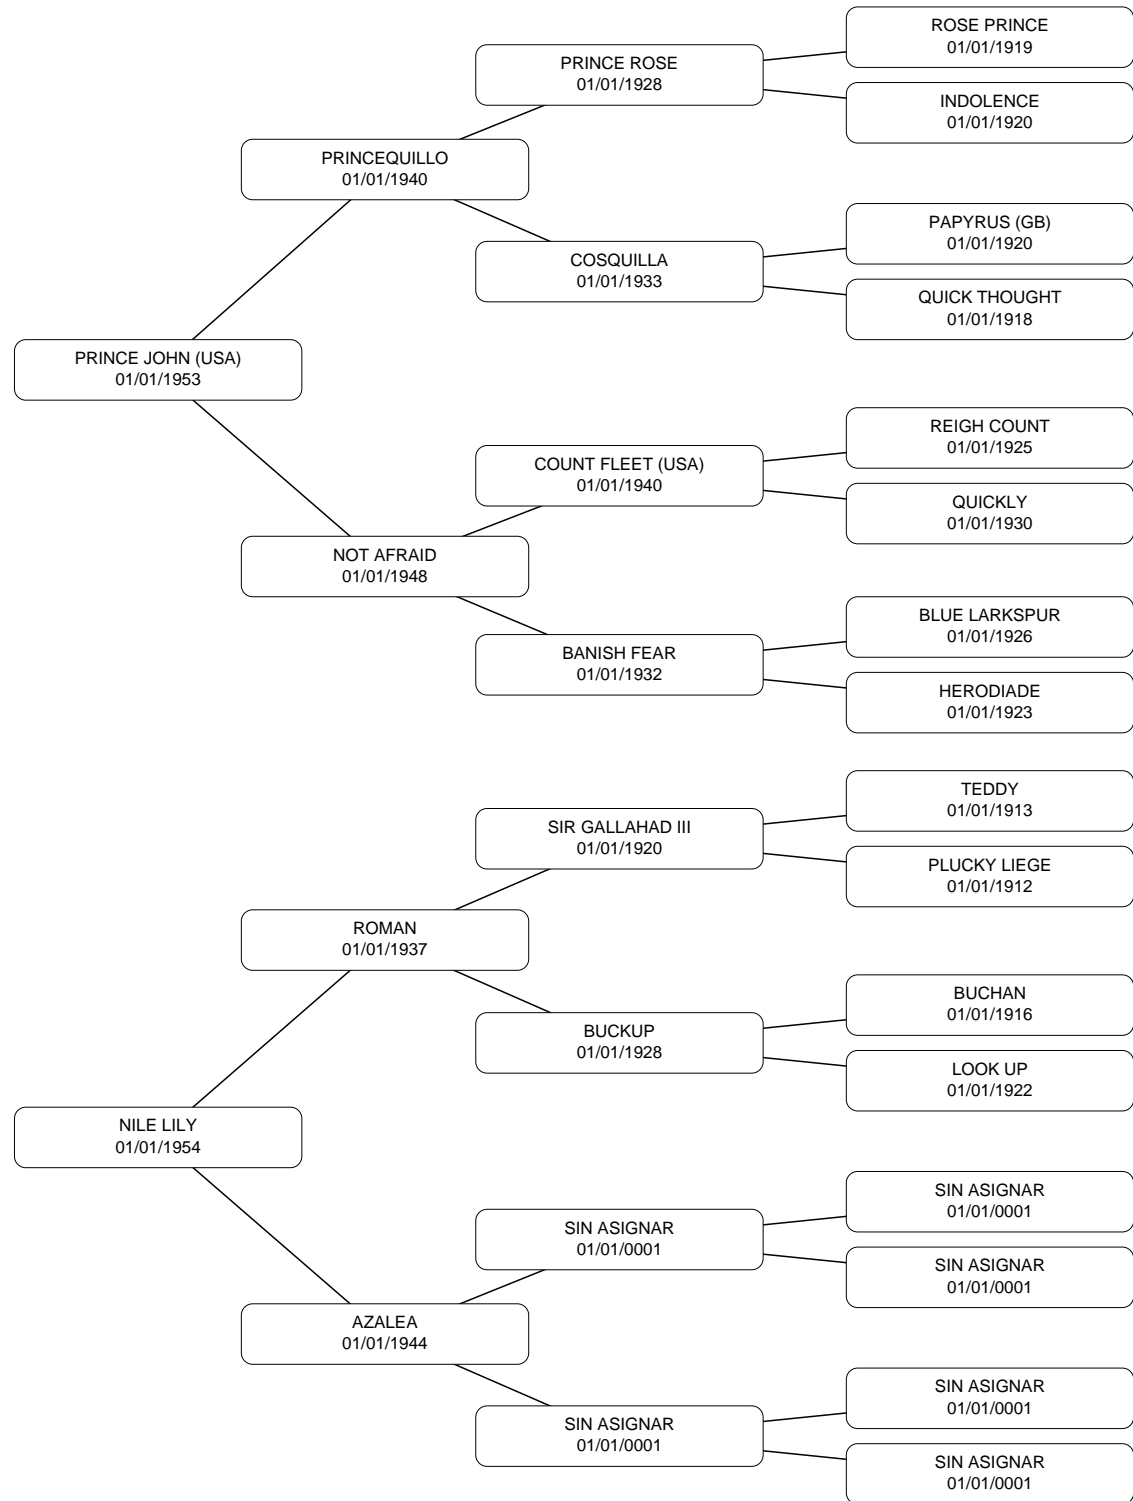 ROSE PRINCE
01/01/1919
PRINCE ROSE
01/01/1928
INDOLENCE
01/01/1920
PRINCEQUILLO
01/01/1940
PAPYRUS (GB)
01/01/1920
COSQUILLA
01/01/1933
QUICK THOUGHT
01/01/1918
PRINCE JOHN (USA)
01/01/1953
REIGH COUNT
01/01/1925
COUNT FLEET (USA)
01/01/1940
QUICKLY
01/01/1930
NOT AFRAID
01/01/1948
BLUE LARKSPUR
01/01/1926
BANISH FEAR
01/01/1932
HERODIADE
01/01/1923
TEDDY
01/01/1913
SIR GALLAHAD III
01/01/1920
PLUCKY LIEGE
01/01/1912
ROMAN
01/01/1937
BUCHAN
01/01/1916
BUCKUP
01/01/1928
LOOK UP
01/01/1922
NILE LILY
01/01/1954
SIN ASIGNAR
01/01/0001
SIN ASIGNAR
01/01/0001
SIN ASIGNAR
01/01/0001
AZALEA
01/01/1944
SIN ASIGNAR
01/01/0001
SIN ASIGNAR
01/01/0001
SIN ASIGNAR
01/01/0001